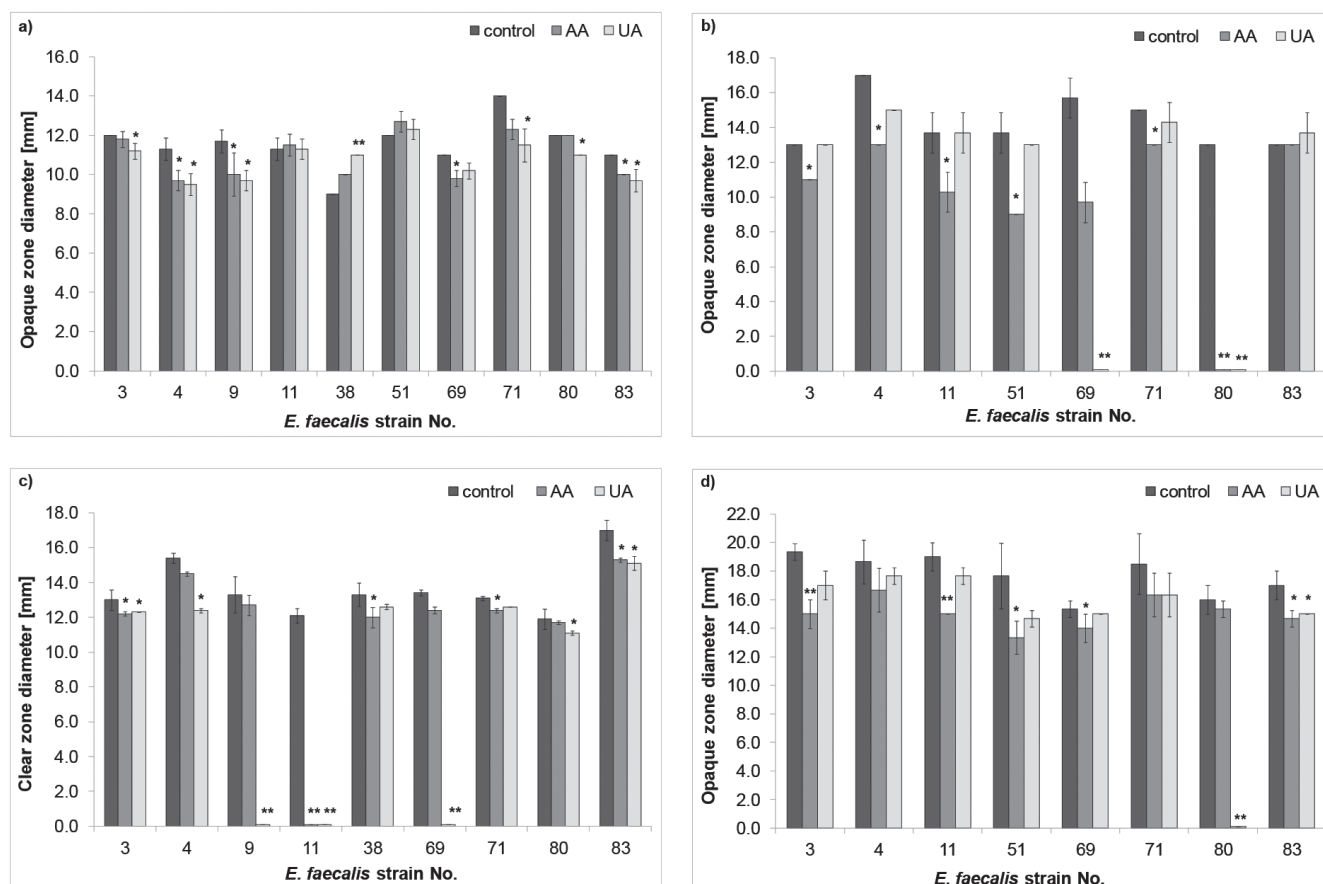 a)
control AA UA
Opaque zone diameter [mm]
16.0
14.0
12.0
10.0
8.0
6.0
4.0
2.0
0.0
* * * * * ** * * * * *
3 4 9 11 38 51 69 71 80 83
E. faecalis strain No.
b)
control AA UA
Opaque zone diameter [mm]
18.0
16.0
14.0
12.0
10.0
8.0
6.0
4.0
2.0
0.0
* * * * ** * ** **
3 4 11 51 69 71 80 83
E. faecalis strain No.
c)
control AA UA
Clear zone diameter [mm]
18.0
16.0
14.0
12.0
10.0
8.0
6.0
4.0
2.0
0.0
* * * ** ** ** * ** * * * *
3 4 9 11 38 69 71 80 83
E. faecalis strain No.
d)
control AA UA
Opaque zone diameter [mm]
22.0
20.0
18.0
16.0
14.0
12.0
10.0
8.0
6.0
4.0
2.0
0.0
** ** * * ** * *
3 4 11 51 69 71 80 83
E. faecalis strain No.